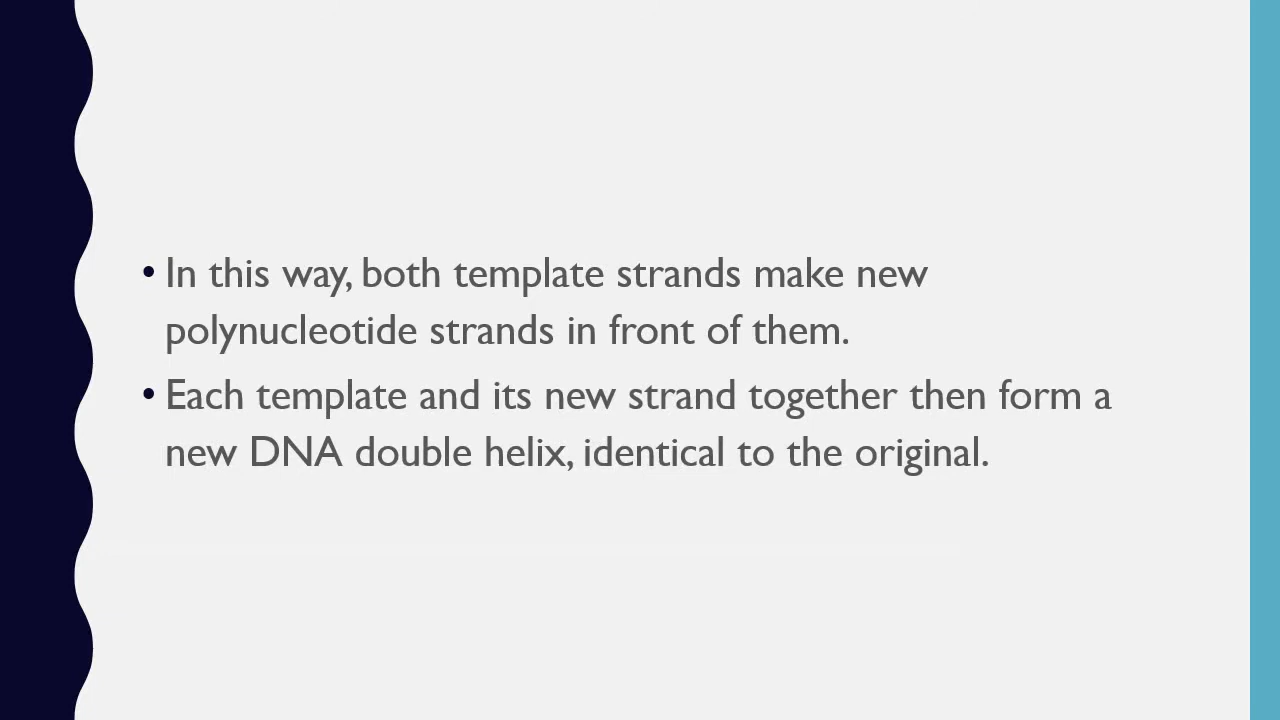 • In this way, both template strands make new
polynucleotide strands in front of them.
• Each template and its new strand together then form a
new DNA double helix, identical to the original.